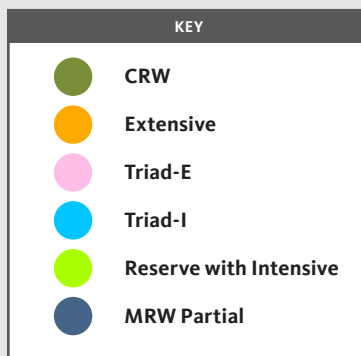 KEY
CRW
Extensive
Triad-E
Triad-I
Reserve with Intensive
MRW Partial